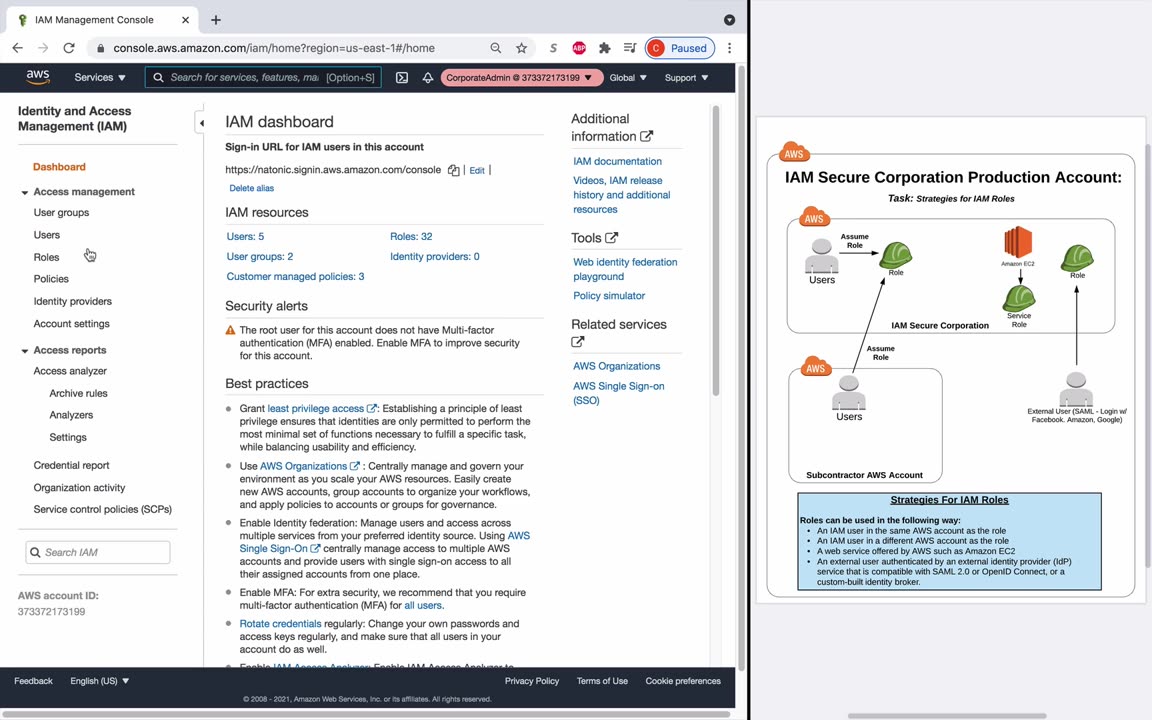 IAM Management Console
console.aws.amazon.com/iam/home?region=us-east-1#/home
S
ABP
C Paused
aws
Services
Search for services, features, mar [Option+S]
CorporateAdmin @ 373372173199
Global
Support
Identity and Access
Management (IAM)
Dashboard
Access management
User groups
Users
Roles
Policies
Identity providers
Account settings
Access reports
Access analyzer
Archive rules
Analyzers
Settings
Credential report
Organization activity
Service control policies (SCPs)
Search IAM
AWS account ID:
373372173199
IAM dashboard
Sign-in URL for IAM users in this account
https://natonic.signin.aws.amazon.com/console | Edit |
Delete alias
IAM resources
Users: 5
Roles: 32
User groups: 2
Identity providers: 0
Customer managed policies: 3
Security alerts
The root user for this account does not have Multi-factor
authentication (MFA) enabled. Enable MFA to improve security
for this account.
Best practices
Grant least privilege access : Establishing a principle of least
privilege ensures that identities are only permitted to perform the
most minimal set of functions necessary to fulfill a specific task,
while balancing usability and efficiency.
Use AWS Organizations : Centrally manage and govern your
environment as you scale your AWS resources. Easily create
new AWS accounts, group accounts to organize your workflows,
and apply policies to accounts or groups for governance.
Enable Identity federation: Manage users and access across
multiple services from your preferred identity source. Using AWS
Single Sign-On centrally manage access to multiple AWS
accounts and provide users with single sign-on access to all
their assigned accounts from one place.
Enable MFA: For extra security, we recommend that you require
multi-factor authentication (MFA) for all users.
Rotate credentials regularly: Change your own passwords and
access keys regularly, and make sure that all users in your
account do as well.
Enable IAM Access Analyzer: Enable IAM Access Analyzer to
Additional
information
IAM documentation
Videos, IAM release
history and additional
resources
Tools
Web identity federation
playground
Policy simulator
Related services
AWS Organizations
AWS Single Sign-on
(SSO)
Feedback
English (US)
Privacy Policy
Terms of Use
Cookie preferences
© 2008 - 2021, Amazon Web Services, Inc. or its affiliates. All rights reserved.
AWS
IAM Secure Corporation Production Account:
Task: Strategies for IAM Roles
AWS
Assume
Role
Users
Role
Amazon EC2
Service
Role
Role
IAM Secure Corporation
Assume
Role
AWS
Users
Subcontractor AWS Account
External User (SAML - Login w/
Facebook. Amazon, Google)
Strategies For IAM Roles
Roles can be used in the following way:
An IAM user in the same AWS account as the role
An IAM user in a different AWS account as the role
A web service offered by AWS such as Amazon EC2
An external user authenticated by an external identity provider (IdP)
service that is compatible with SAML 2.0 or OpenID Connect, or a
custom-built identity broker.